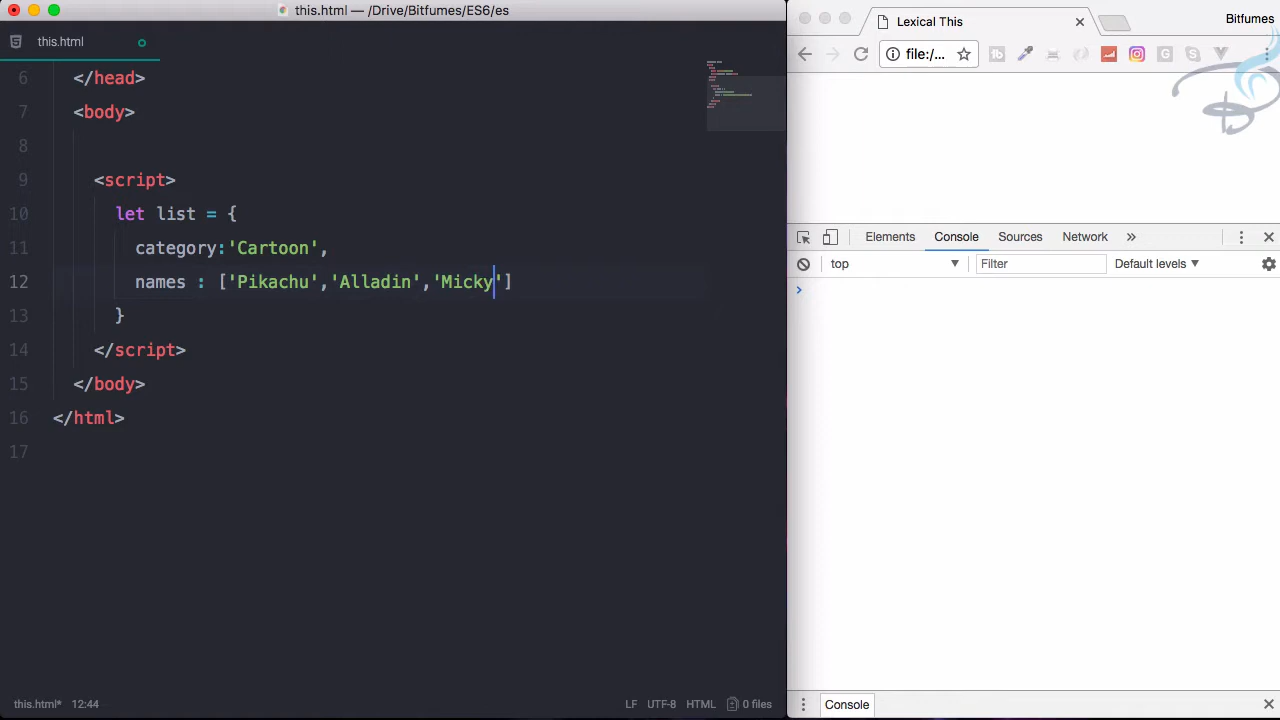 this.html — /Drive/Bitfumes/ES6/es
this.html
6 </head>
7 <body>
8
9 <script>
10 let list = {
11 category:'Cartoon',
12 names : ['Pikachu','Alladin','Micky']
13 }
14 </script>
15 </body>
16 </html>
17
this.html* 12:44 LF UTF-8 HTML 0 files
Lexical This Bitfumes
file:/...
Elements Console Sources Network »
top Filter Default levels
Console